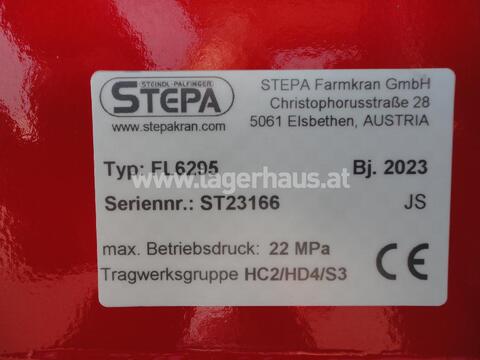 STEINDL-PALFINGER
STEPA
www.stepakran.com
STEPA Farmkran GmbH
Christophorusstraße 28
5061 Elsbethen, AUSTRIA
Typ: FL6295
Bj. 2023
www.lagerhaus.at
Seriennr.: ST23166
JS
max. Betriebsdruck: 22 MPa
Tragwerksgruppe HC2/HD4/S3
CE